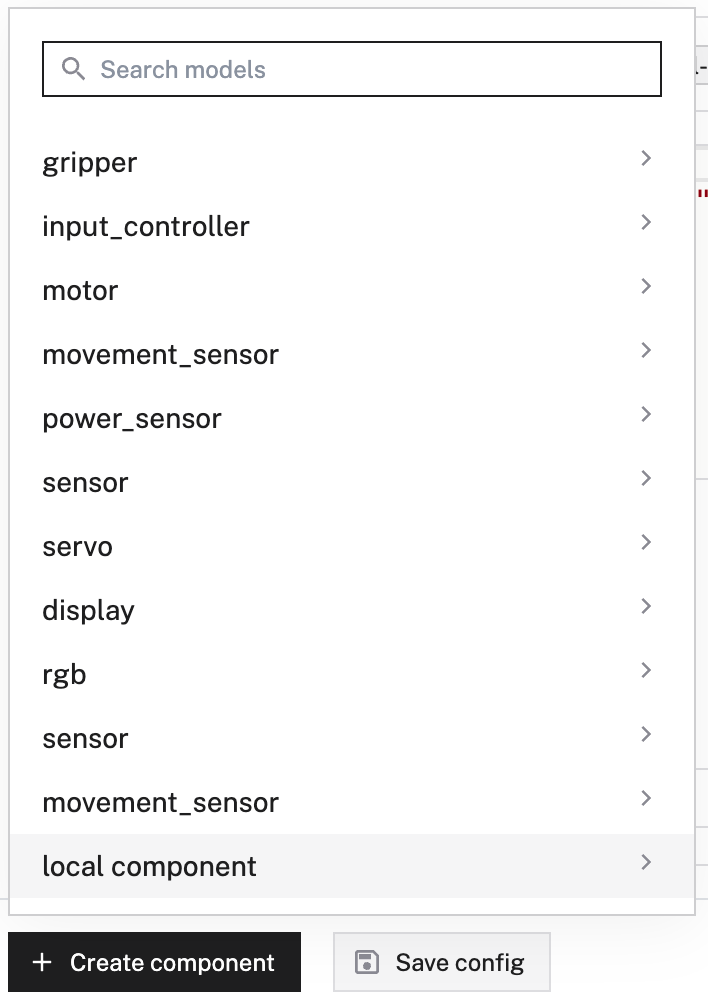 Search models
gripper
input_controller
motor
movement_sensor
power_sensor
sensor
servo
display
rgb
sensor
movement_sensor
local component
+ Create component
Save config